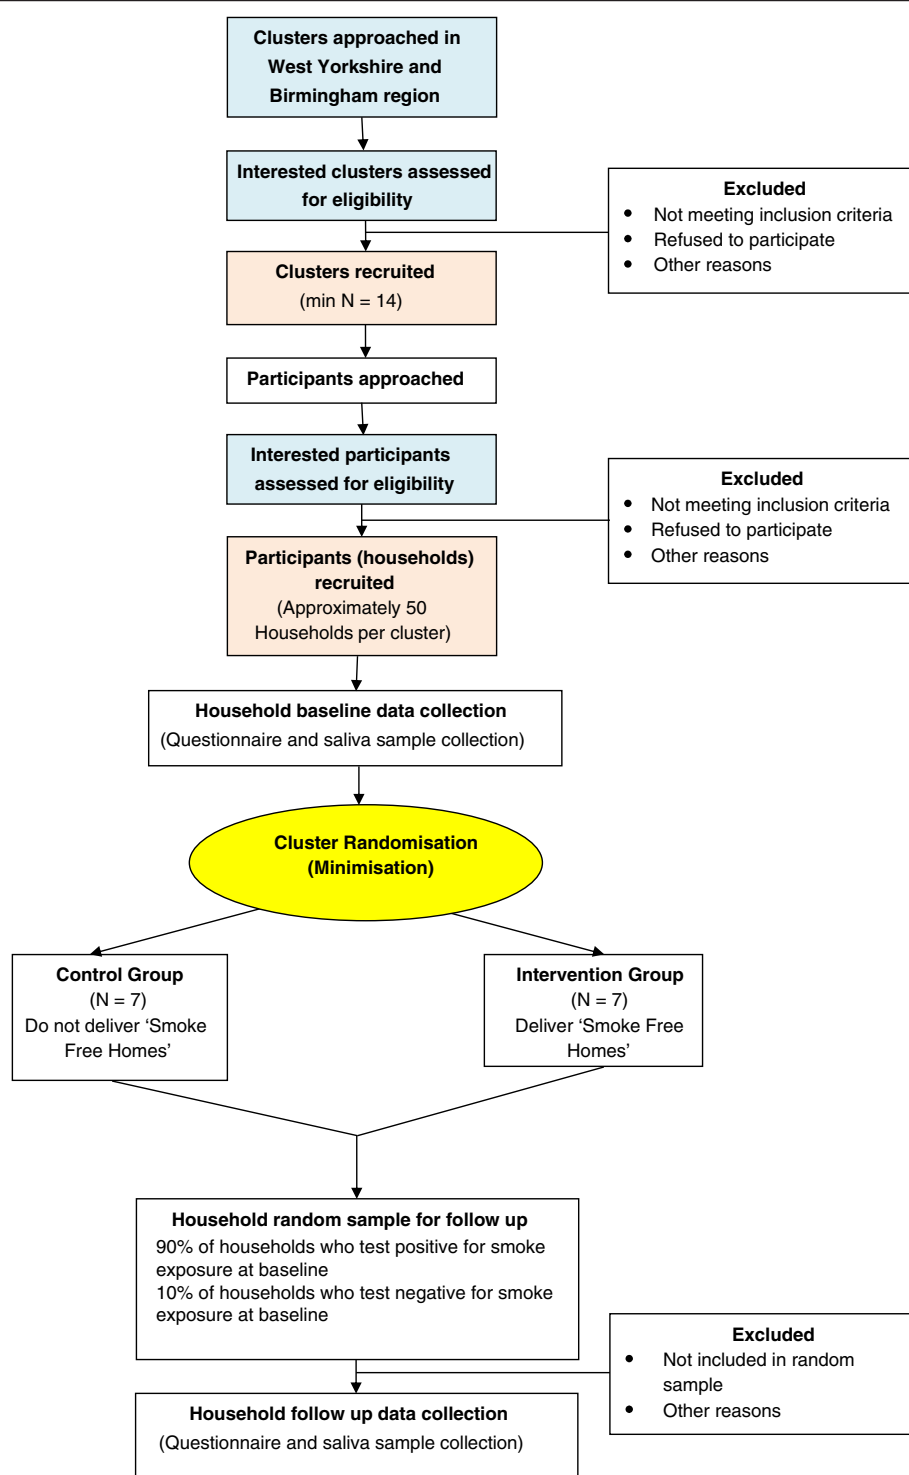 Clusters approached in
West Yorkshire and
Birmingham region
Interested clusters assessed
for eligibility
Excluded
• Not meeting inclusion criteria
• Refused to participate
• Other reasons
Clusters recruited
(min N = 14)
Participants approached
Interested participants
assessed for eligibility
Excluded
• Not meeting inclusion criteria
• Refused to participate
• Other reasons
Participants (households)
recruited
(Approximately 50
Households per cluster)
Household baseline data collection
(Questionnaire and saliva sample collection)
Cluster Randomisation
(Minimisation)
Control Group
(N = 7)
Do not deliver ‘Smoke
Free Homes’
Intervention Group
(N = 7)
Deliver ‘Smoke Free
Homes’
Household random sample for follow up
90% of households who test positive for smoke
exposure at baseline
10% of households who test negative for smoke
exposure at baseline
Excluded
• Not included in random
sample
• Other reasons
Household follow up data collection
(Questionnaire and saliva sample collection)